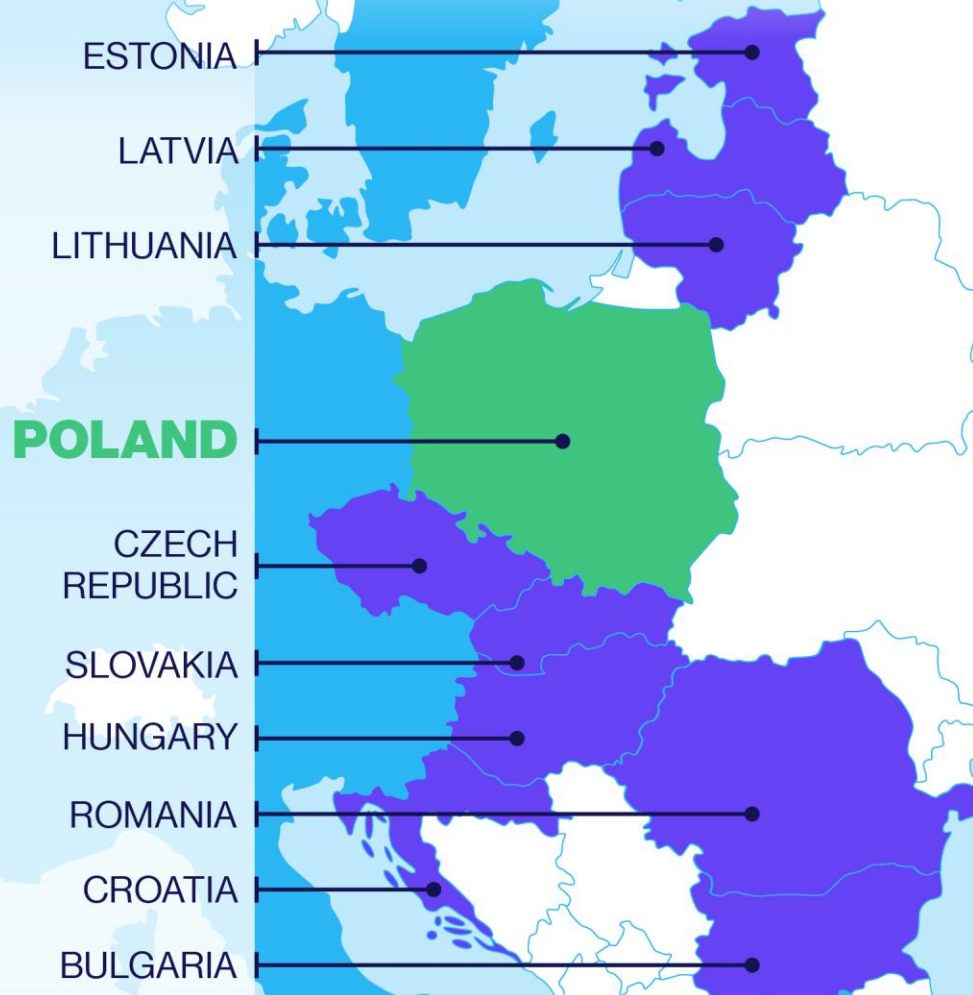 ESTONIA
LATVIA
LITHUANIA
POLAND
CZECH
REPUBLIC
SLOVAKIA
HUNGARY
ROMANIA
CROATIA
BULGARIA